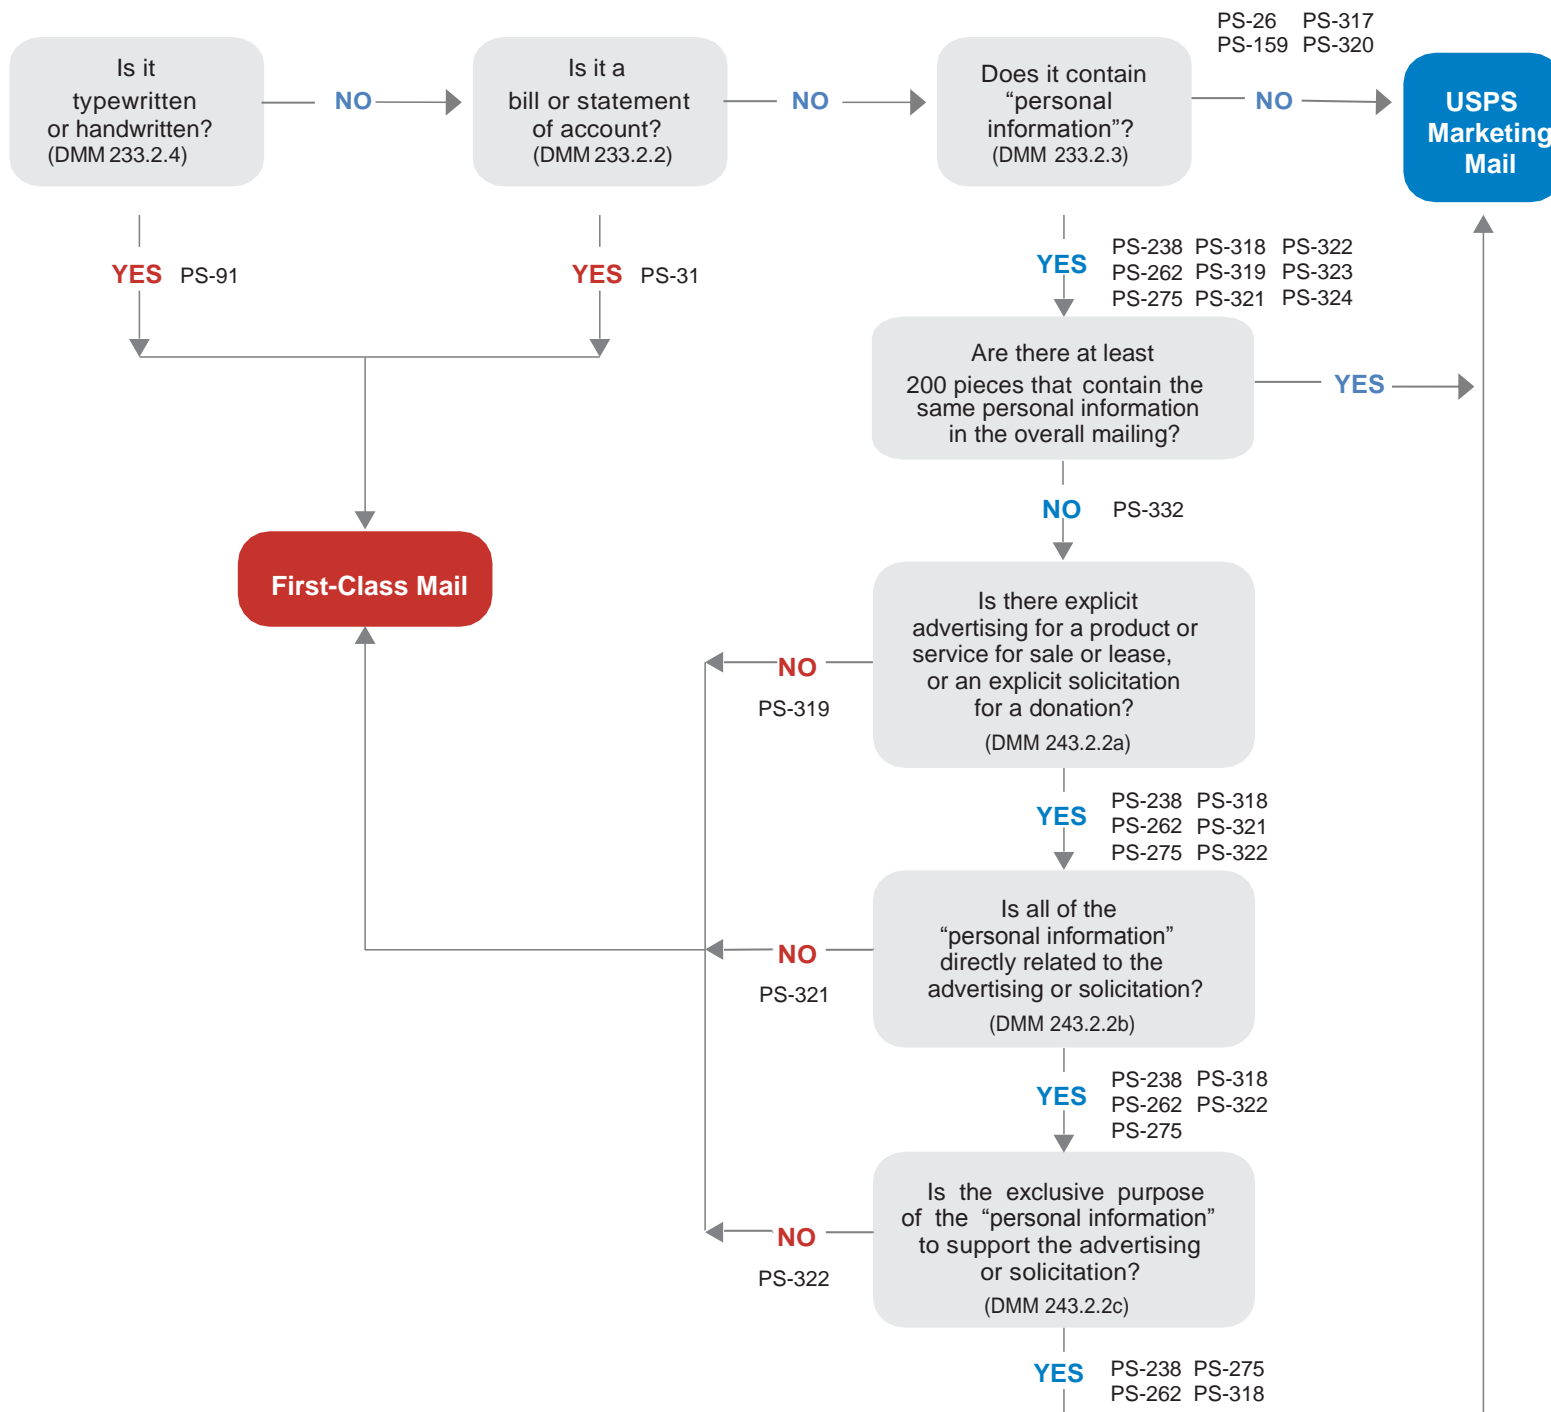 PS-26 PS-317
PS-159 PS-320
Is it
typewritten
or handwritten?
(DMM 233.2.4)
NO
Is it a
bill or statement
of account?
(DMM 233.2.2)
NO
Does it contain
“personal
information”?
(DMM 233.2.3)
NO
USPS
Marketing
Mail
YES PS-91
YES PS-31
YES
PS-238 PS-318 PS-322
PS-262 PS-319 PS-323
PS-275 PS-321 PS-324
Are there at least
200 pieces that contain the
same personal information
in the overall mailing?
YES
NO PS-332
First-Class Mail
Is there explicit
advertising for a product or
service for sale or lease,
or an explicit solicitation
for a donation?
(DMM 243.2.2a)
NO
PS-319
YES
PS-238 PS-318
PS-262 PS-321
PS-275 PS-322
Is all of the
“personal information”
directly related to the
advertising or solicitation?
(DMM 243.2.2b)
NO
PS-321
YES
PS-238 PS-318
PS-262 PS-322
PS-275
Is the exclusive purpose
of the “personal information”
to support the advertising
or solicitation?
(DMM 243.2.2c)
NO
PS-322
YES
PS-238 PS-275
PS-262 PS-318